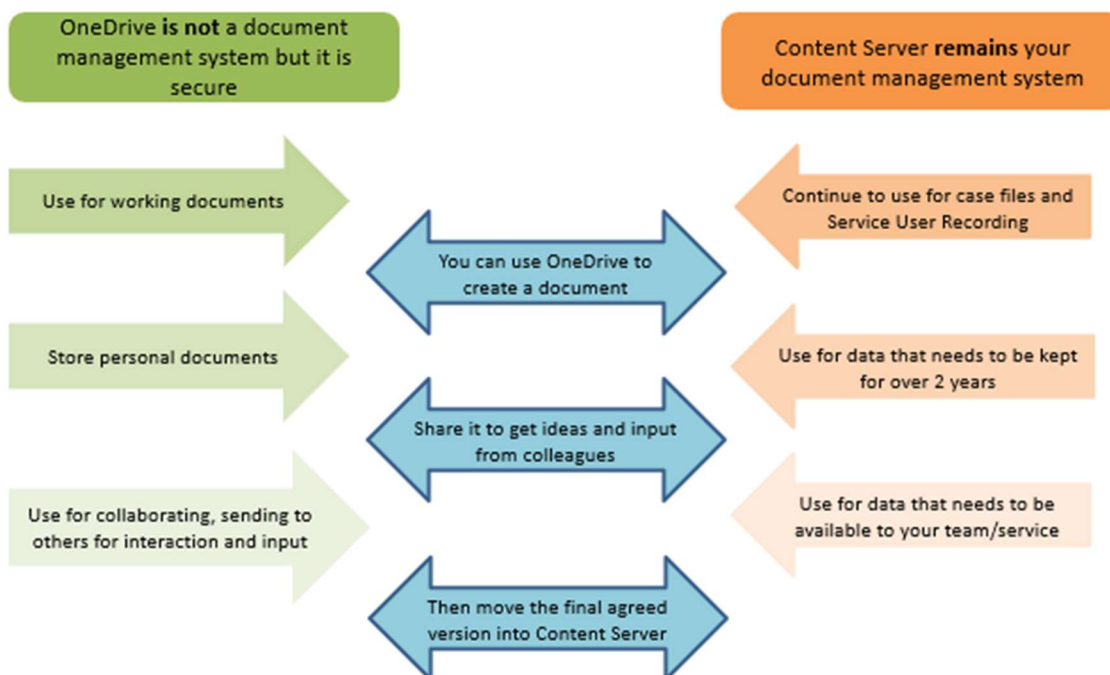 OneDrive is not a document
management system but it is
secure
Content Server remains your
document management system
Use for working documents
Continue to use for case files and
Service User Recording
You can use OneDrive to
create a document
Store personal documents
Use for data that needs to be kept
for over 2 years
Share it to get ideas and input
from colleagues
Use for collaborating, sending to
others for interaction and input
Use for data that needs to be
available to your team/service
Then move the final agreed
version into Content Server